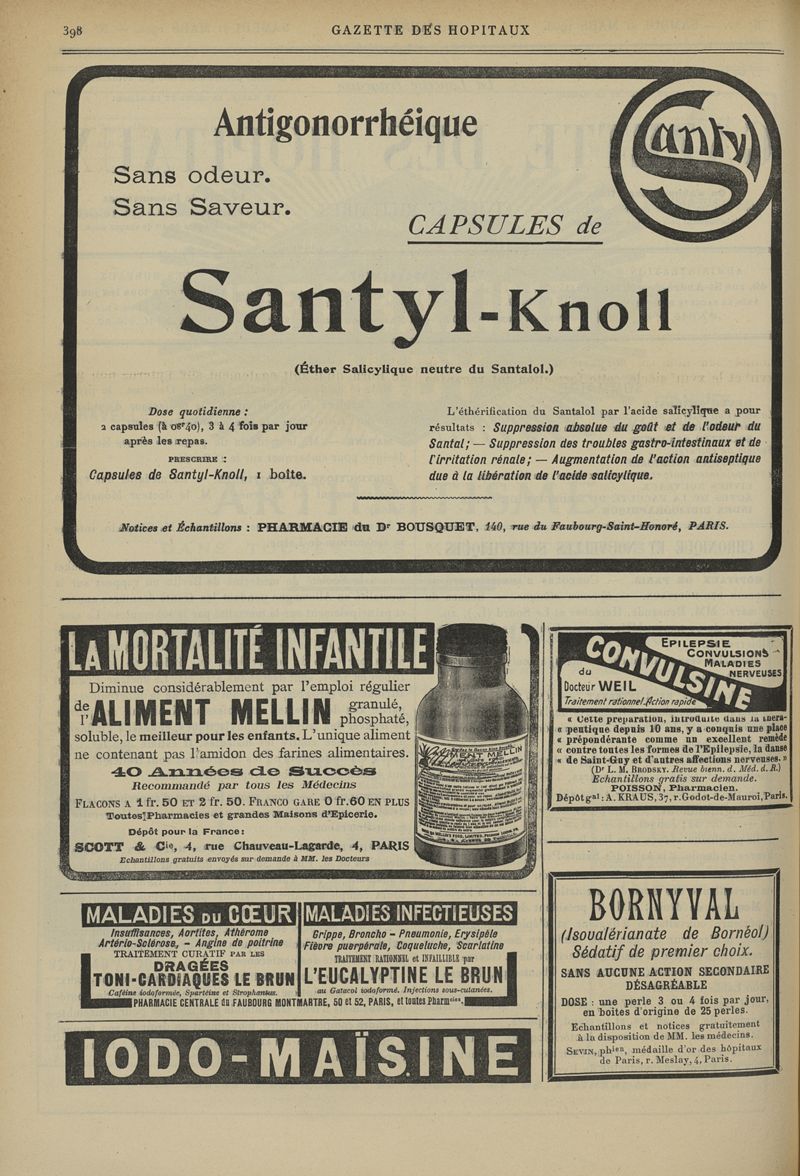 398
GAZETTE DES HOPITAUX
Antigonorrhéique
Santyl
Sans odeur.
Sans Saveur.
CAPSULES de
Santyl-Knoll
(Éther Salicylique neutre du Santalol.)
Dose quotidienne :
2 capsules (à 0gr40), 3 à 4 fois par jour
après les repas.
PRESCRIRE :
Capsules de Santyl-Knoll, 1 boîte.
L'éthérification du Santalol par l'acide salicylique a pour
résultats : Suppression absolue du goût et de l'odeur du
Santal; — Suppression des troubles gastro-intestinaux et de
l'irritation rénale; — Augmentation de l'action antiseptique
due à la libération de l'acide salicylique.
Notices et Échantillons : PHARMACIE du Dr BOUSQUET, 140, rue du Faubourg-Saint-Honoré, PARIS.
LA MORTALITÉ INFANTILE
Diminue considérablement par l'emploi régulier
de l'ALIMENT MELLIN granulé, phosphaté,
soluble, le meilleur pour les enfants. L'unique aliment
ne contenant pas l'amidon des farines alimentaires.
40 Années de Succès
Recommandé par tous les Médecins
FLACONS A 1 fr. 50 ET 2 fr. 50. FRANCO GARE 0 fr. 60 EN PLUS
Toutes Pharmacies et grandes Maisons d'Epicerie.
Dépôt pour la France :
SCOTT & Cie, 4, rue Chauveau-Lagarde, 4, PARIS
Echantillons gratuits envoyés sur demande à MM. les Docteurs
ALIMENT MELLIN
CONVULSINE
du
Docteur WEIL
Traitement rationnel. Action rapide
EPILEPSIE
CONVULSIONS
MALADIES
NERVEUSES
« Cette préparation, introduite dans la théra-
« peutique depuis 10 ans, y a conquis une place
« prépondérante comme un excellent remède
« contre toutes les formes de l'Epilepsie, la danse
« de Saint-Guy et d'autres affections nerveuses. »
(Dr L. M. BRODSKY. Revue bienn. d. Méd. d. R.)
Echantillons gratis sur demande.
POISSON, Pharmacien.
Dépôt gal : A. KRAUS, 37, r. Godot-de-Mauroi, Paris.
MALADIES DU CŒUR
Insuffisances, Aortites, Athérome
Artério-Sclérose, - Angine de poitrine
TRAITEMENT CURATIF PAR LES
DRAGÉES
TONI-CARDIAQUES LE BRUN
Caféine iodoformée, Spartéine et Strophantus.
MALADIES INFECTIEUSES
Grippe, Broncho - Pneumonie, Erysipèle
Fièvre puerpérale, Coqueluche, Scarlatine
TRAITEMENT RATIONNEL et INFAILLIBLE par
L'EUCALYPTINE LE BRUN
au Gaïacol iodoformé. Injections sous-cutanées.
PHARMACIE CENTRALE du FAUBOURG MONTMARTRE, 50 et 52, PARIS, et toutes Pharmcies.
IODO-MAÏSINE
BORNYVAL
(Isovalérianate de Bornéol)
Sédatif de premier choix.
SANS AUCUNE ACTION SECONDAIRE
DÉSAGRÉABLE
DOSE : une perle 3 ou 4 fois par jour,
en boites d'origine de 25 perles.
Echantillons et notices gratuitement
à la disposition de MM. les médecins.
SEVIN, phien, médaille d'or des hôpitaux
de Paris, r. Meslay, 4, Paris.